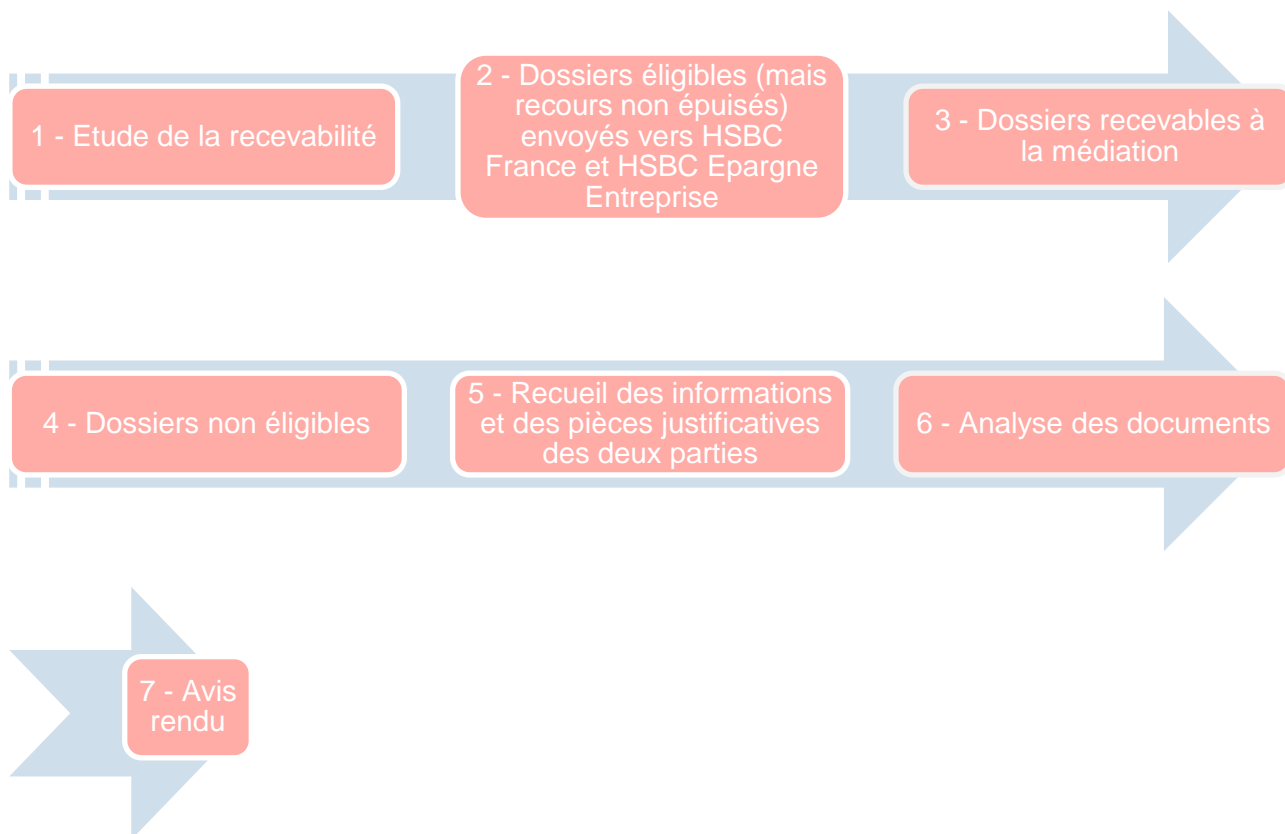 1 - Etude de la recevabilité
2 - Dossiers éligibles (mais
recours non épuisés)
envoyés vers HSBC
France et HSBC Epargne
Entreprise
3 - Dossiers recevables à
la médiation
4 - Dossiers non éligibles
5 - Recueil des informations
et des pièces justificatives
des deux parties
6 - Analyse des documents
7 - Avis
rendu